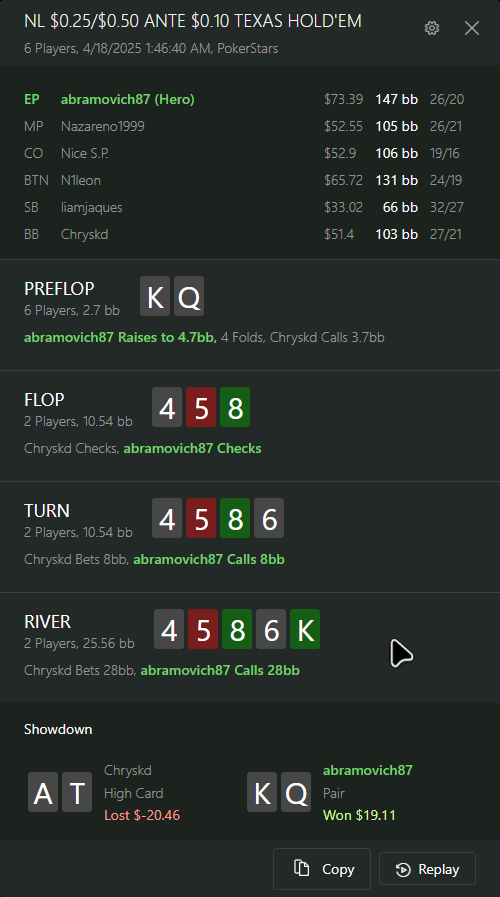 NL $0.25/$0.50 ANTE $0.10 TEXAS HOLD'EM
6 Players, 4/18/2025 1:46:40 AM, PokerStars
EP abramovich87 (Hero) $73.39 147 bb 26/20
MP Nazareno1999 $52.55 105 bb 26/21
CO Nice S.P. $52.9 106 bb 19/16
BTN N1leon $65.72 131 bb 24/19
SB liamjaques $33.02 66 bb 32/27
BB Chryskd $51.4 103 bb 27/21
PREFLOP K Q
6 Players, 2.7 bb
abramovich87 Raises to 4.7bb, 4 Folds, Chryskd Calls 3.7bb
FLOP 4 5 8
2 Players, 10.54 bb
Chryskd Checks, abramovich87 Checks
TURN 4 5 8 6
2 Players, 10.54 bb
Chryskd Bets 8bb, abramovich87 Calls 8bb
RIVER 4 5 8 6 K
2 Players, 25.56 bb
Chryskd Bets 28bb, abramovich87 Calls 28bb
Showdown
A T Chryskd
High Card
Lost $-20.46
K Q abramovich87
Pair
Won $19.11
Copy Replay